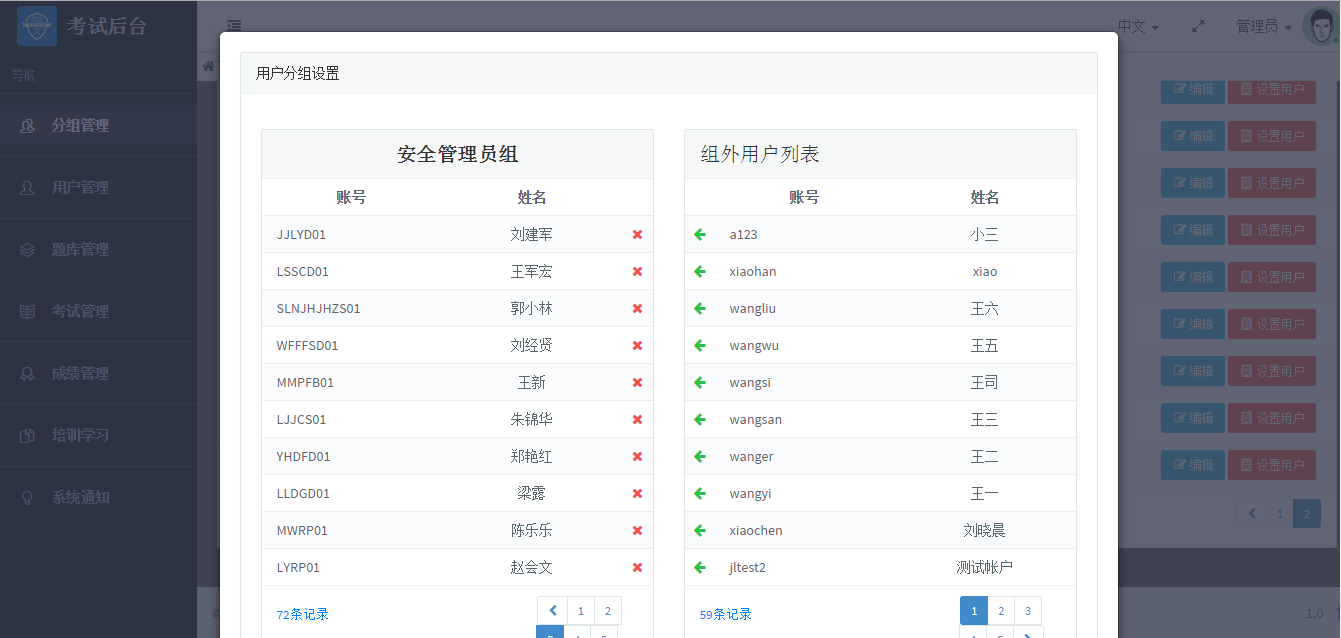 考试后台
中文
管理员
导航
分组管理
用户管理
题库管理
考试管理
成绩管理
培训学习
系统通知
用户分组设置
安全管理员组
账号 姓名
JJLYD01 刘建军
LSSCD01 王军宏
SLNJHJHZS01 郭小林
WFFFSD01 刘经贤
MMPFB01 王新
LJJCS01 朱锦华
YHDFD01 郑艳红
LLDGD01 梁露
MWRP01 陈乐乐
LYRP01 赵会文
72条记录
1 2
组外用户列表
账号 姓名
a123 小三
xiaohan xiao
wangliu 王六
wangwu 王五
wangsi 王司
wangsan 王三
wanger 王二
wangyi 王一
xiaochen 刘晓晨
jltest2 测试帐户
59条记录
1 2 3
编辑 设置用户
编辑 设置用户
编辑 设置用户
编辑 设置用户
编辑 设置用户
编辑 设置用户
编辑 设置用户
编辑 设置用户
编辑 设置用户
1 2
1.0